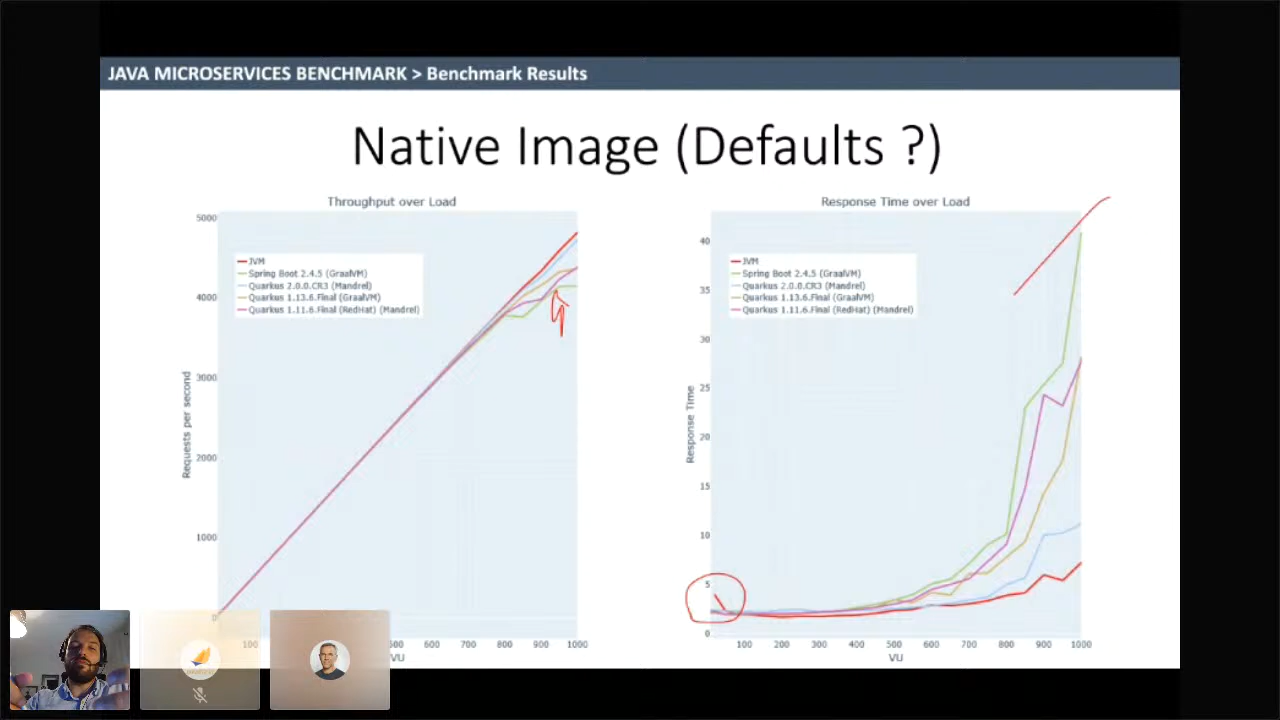 JAVA MICROSERVICES BENCHMARK > Benchmark Results
Native Image (Defaults ?)
Throughput over Load
5000
4000
3000
2000
1000
0
Requests per second
JVM
Spring Boot 2.4.5 (GraalVM)
Quarkus 2.0.0.CR3 (Mandrel)
Quarkus 1.13.6.Final (GraalVM)
Quarkus 1.11.6.Final (RedHat) (Mandrel)
100
500 600 700 800 900 1000
VU
Response Time over Load
40
35
30
25
20
15
10
5
0
Response Time
JVM
Spring Boot 2.4.5 (GraalVM)
Quarkus 2.0.0.CR3 (Mandrel)
Quarkus 1.13.6.Final (GraalVM)
Quarkus 1.11.6.Final (RedHat) (Mandrel)
100 200 300 400 500 600 700 800 900 1000
VU